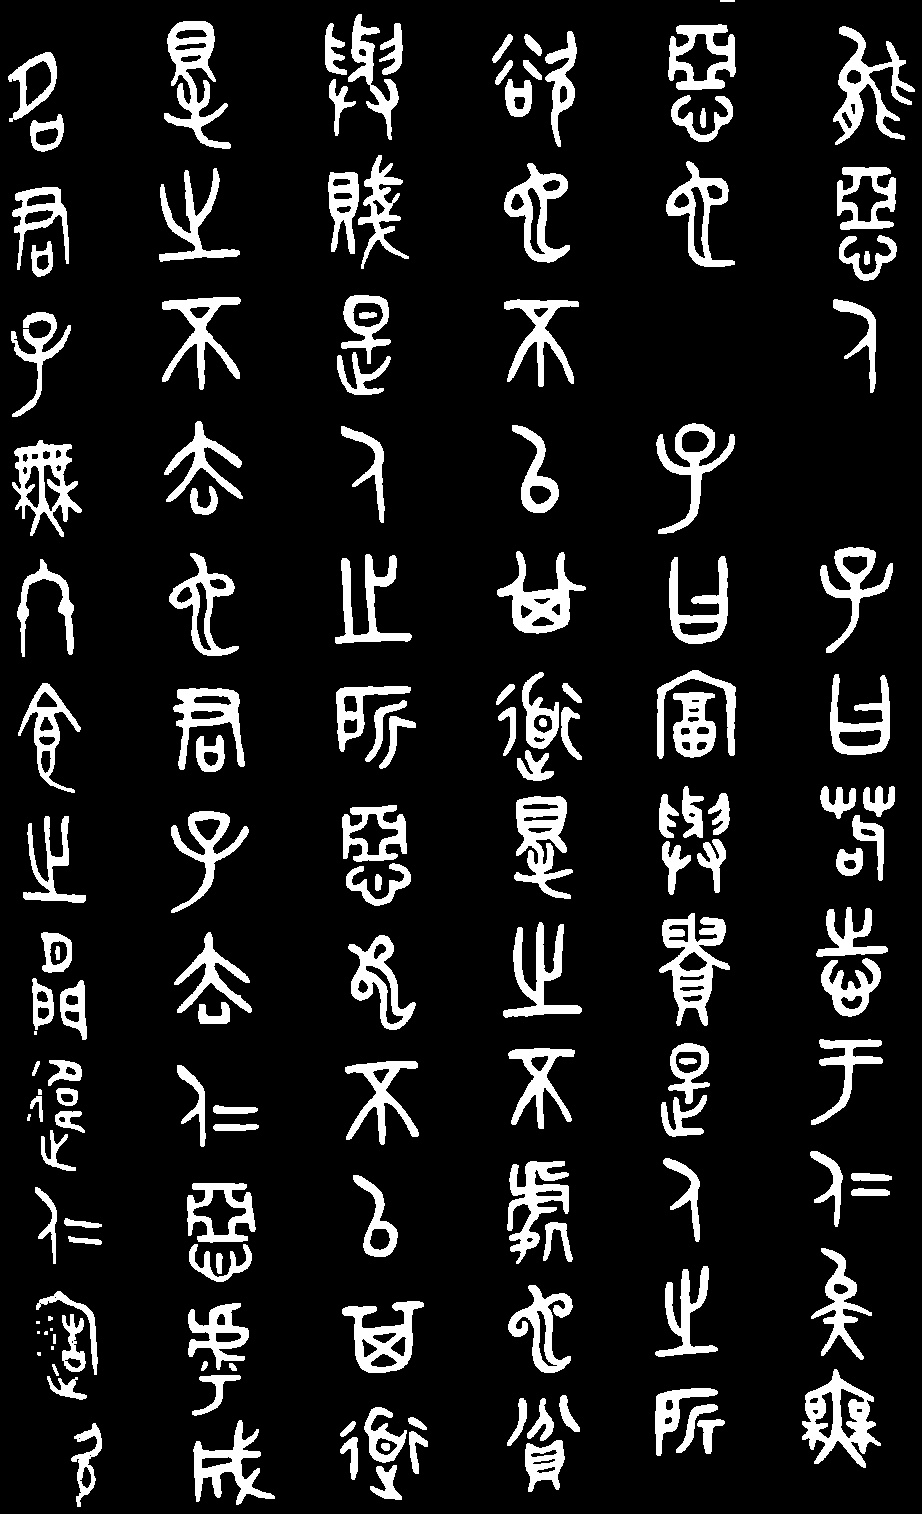 能惡人　子曰苟志于仁矣無
惡也　子曰富與貴是人之所
欲也不以其道得之不處也貧
與賤是人之所惡也不以其道
得之不去也君子去仁惡乎成
名君子無終食之間違仁造次